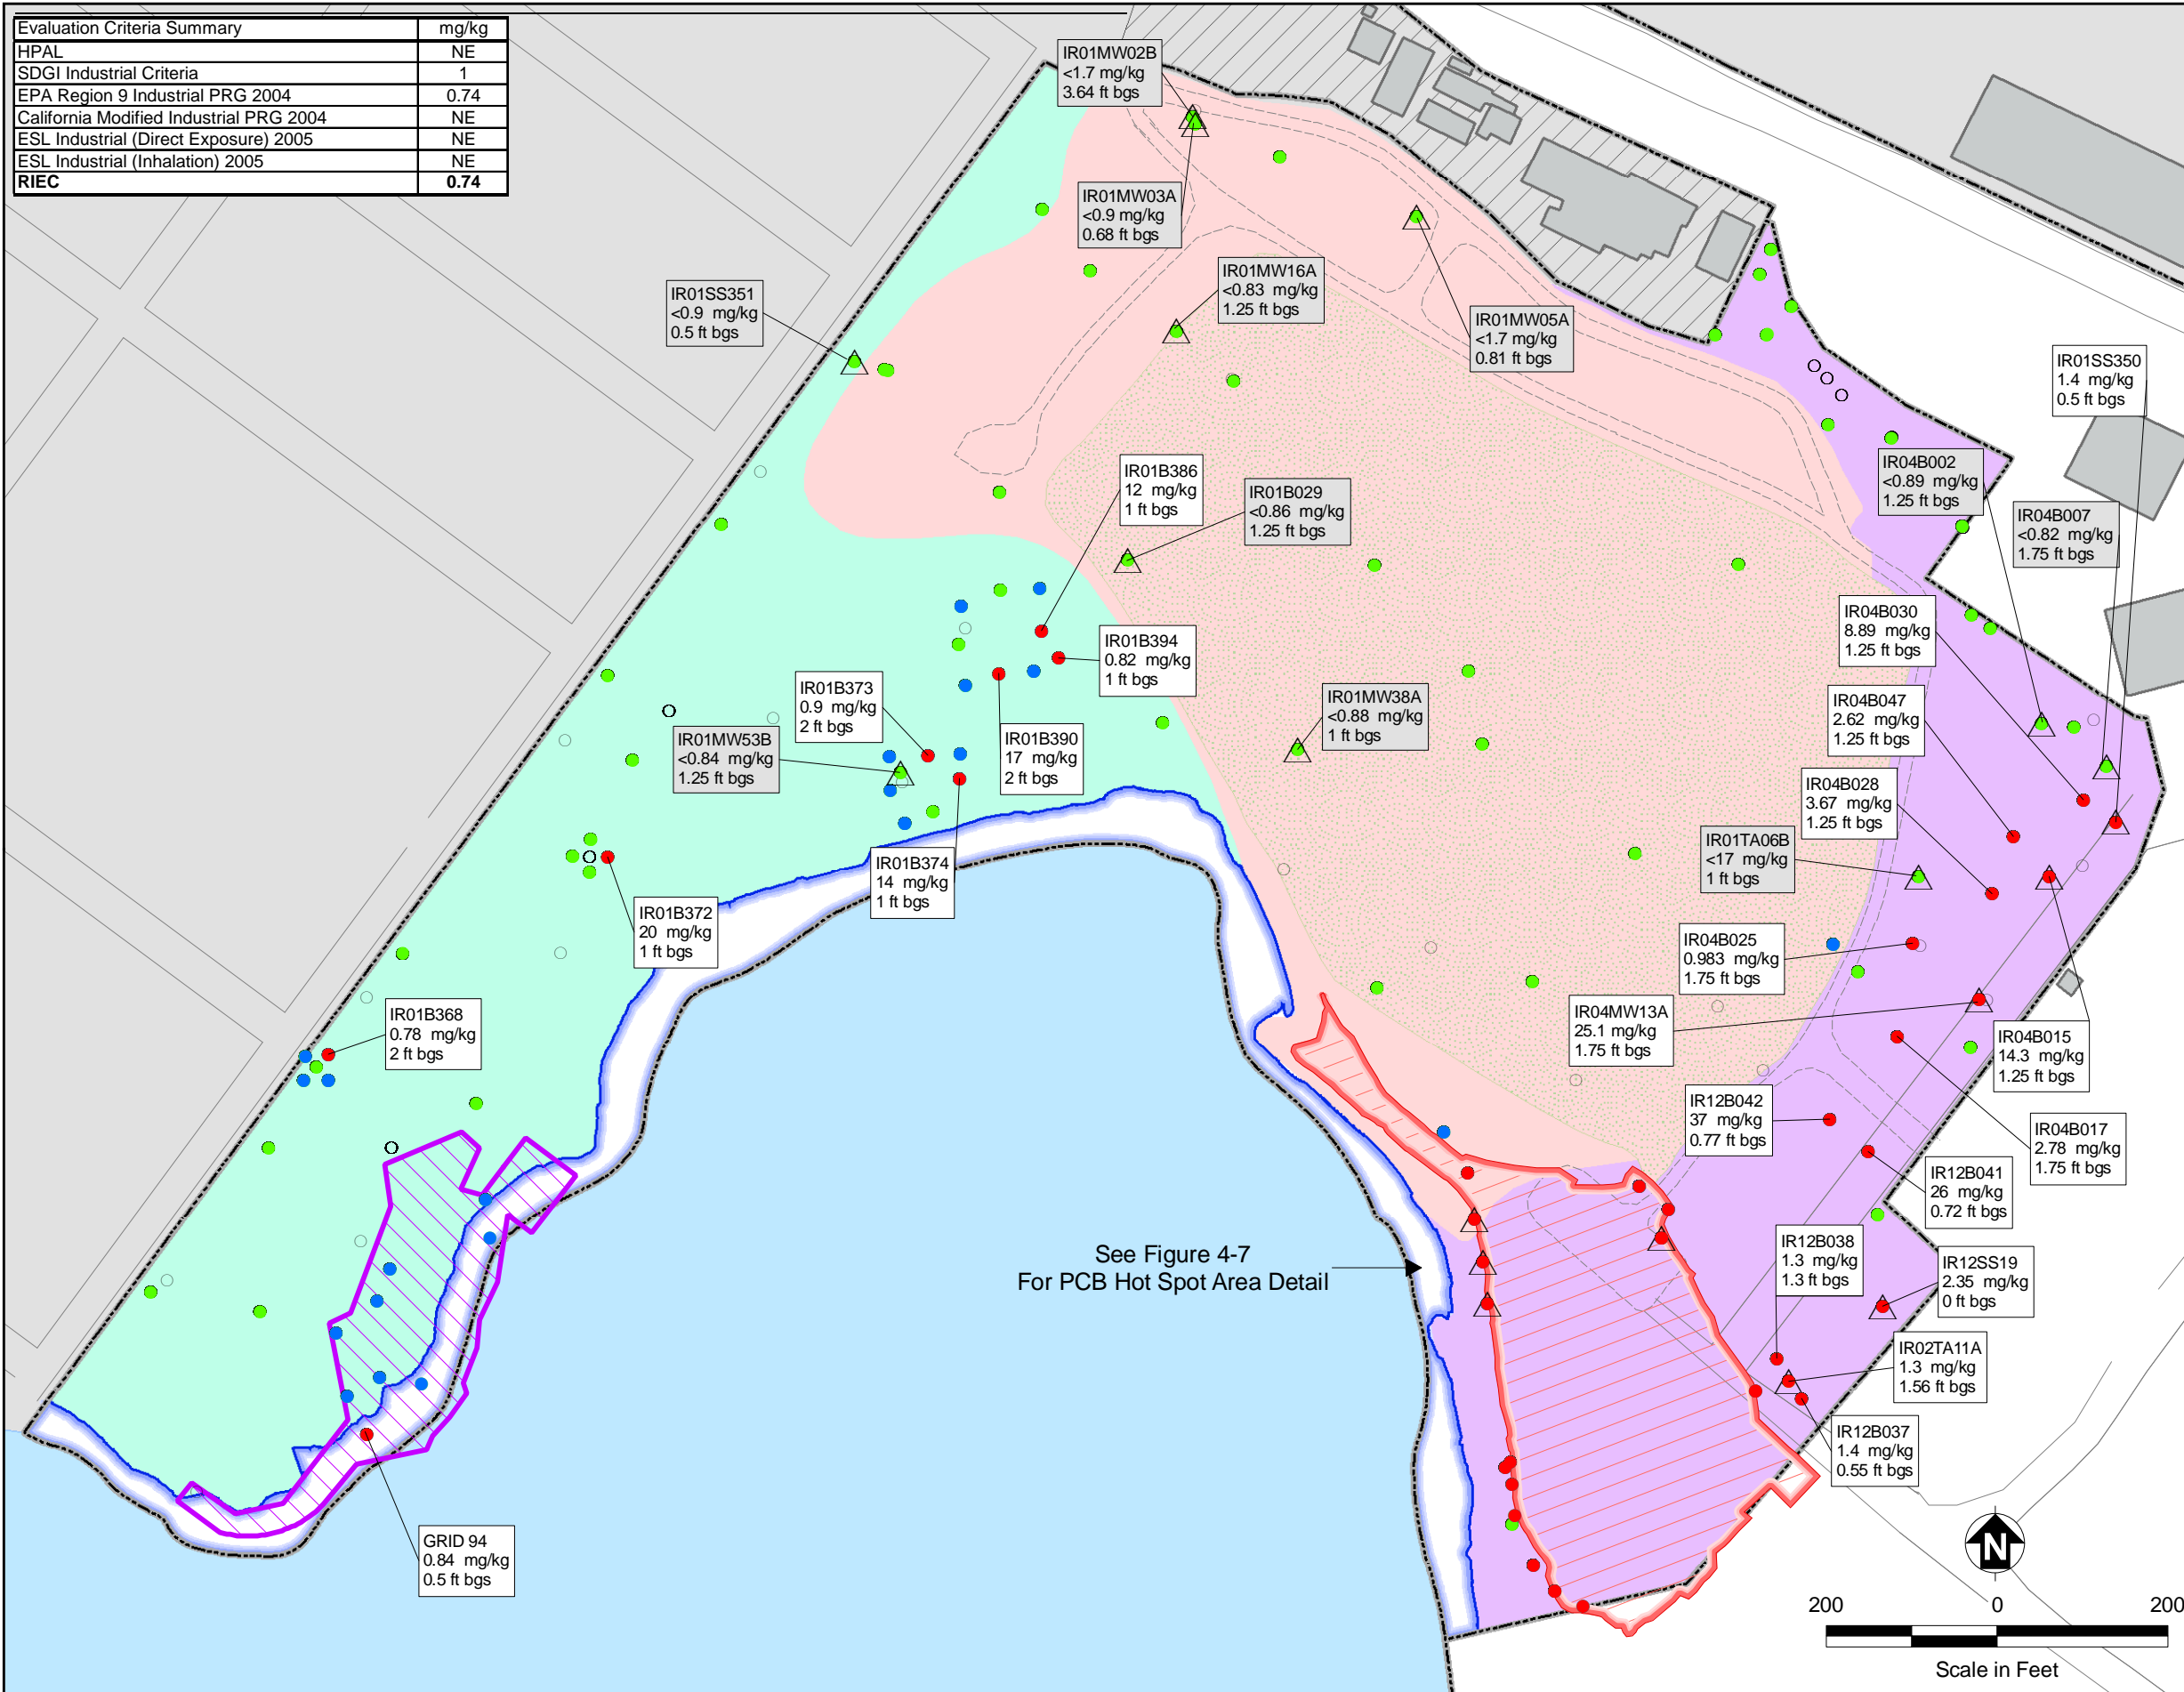 Evaluation Criteria Summary mg/kg
HPAL NE
SDGI Industrial Criteria 1
EPA Region 9 Industrial PRG 2004 0.74
California Modified Industrial PRG 2004 NE
ESL Industrial (Direct Exposure) 2005 NE
ESL Industrial (Inhalation) 2005 NE
RIEC 0.74
IR01MW02B
<1.7 mg/kg
3.64 ft bgs
IR01MW03A
<0.9 mg/kg
0.68 ft bgs
IR01MW16A
<0.83 mg/kg
1.25 ft bgs
IR01SS351
<0.9 mg/kg
0.5 ft bgs
IR01MW05A
<1.7 mg/kg
0.81 ft bgs
IR01SS350
1.4 mg/kg
0.5 ft bgs
IR01B386
12 mg/kg
1 ft bgs
IR01B029
<0.86 mg/kg
1.25 ft bgs
IR04B002
<0.89 mg/kg
1.25 ft bgs
IR04B007
<0.82 mg/kg
1.75 ft bgs
IR04B030
8.89 mg/kg
1.25 ft bgs
IR01B394
0.82 mg/kg
1 ft bgs
IR01B373
0.9 mg/kg
2 ft bgs
IR01MW38A
<0.88 mg/kg
1 ft bgs
IR04B047
2.62 mg/kg
1.25 ft bgs
IR01MW53B
<0.84 mg/kg
1.25 ft bgs
IR01B390
17 mg/kg
2 ft bgs
IR04B028
3.67 mg/kg
1.25 ft bgs
IR01TA06B
<17 mg/kg
1 ft bgs
IR01B374
14 mg/kg
1 ft bgs
IR01B372
20 mg/kg
1 ft bgs
IR04B025
0.983 mg/kg
1.75 ft bgs
IR01B368
0.78 mg/kg
2 ft bgs
IR04MW13A
25.1 mg/kg
1.75 ft bgs
IR04B015
14.3 mg/kg
1.25 ft bgs
IR12B042
37 mg/kg
0.77 ft bgs
IR04B017
2.78 mg/kg
1.75 ft bgs
IR12B041
26 mg/kg
0.72 ft bgs
IR12B038
1.3 mg/kg
1.3 ft bgs
IR12SS19
2.35 mg/kg
0 ft bgs
See Figure 4-7
For PCB Hot Spot Area Detail
IR02TA11A
1.3 mg/kg
1.56 ft bgs
IR12B037
1.4 mg/kg
0.55 ft bgs
GRID 94
0.84 mg/kg
0.5 ft bgs
N
200 0 200
Scale in Feet